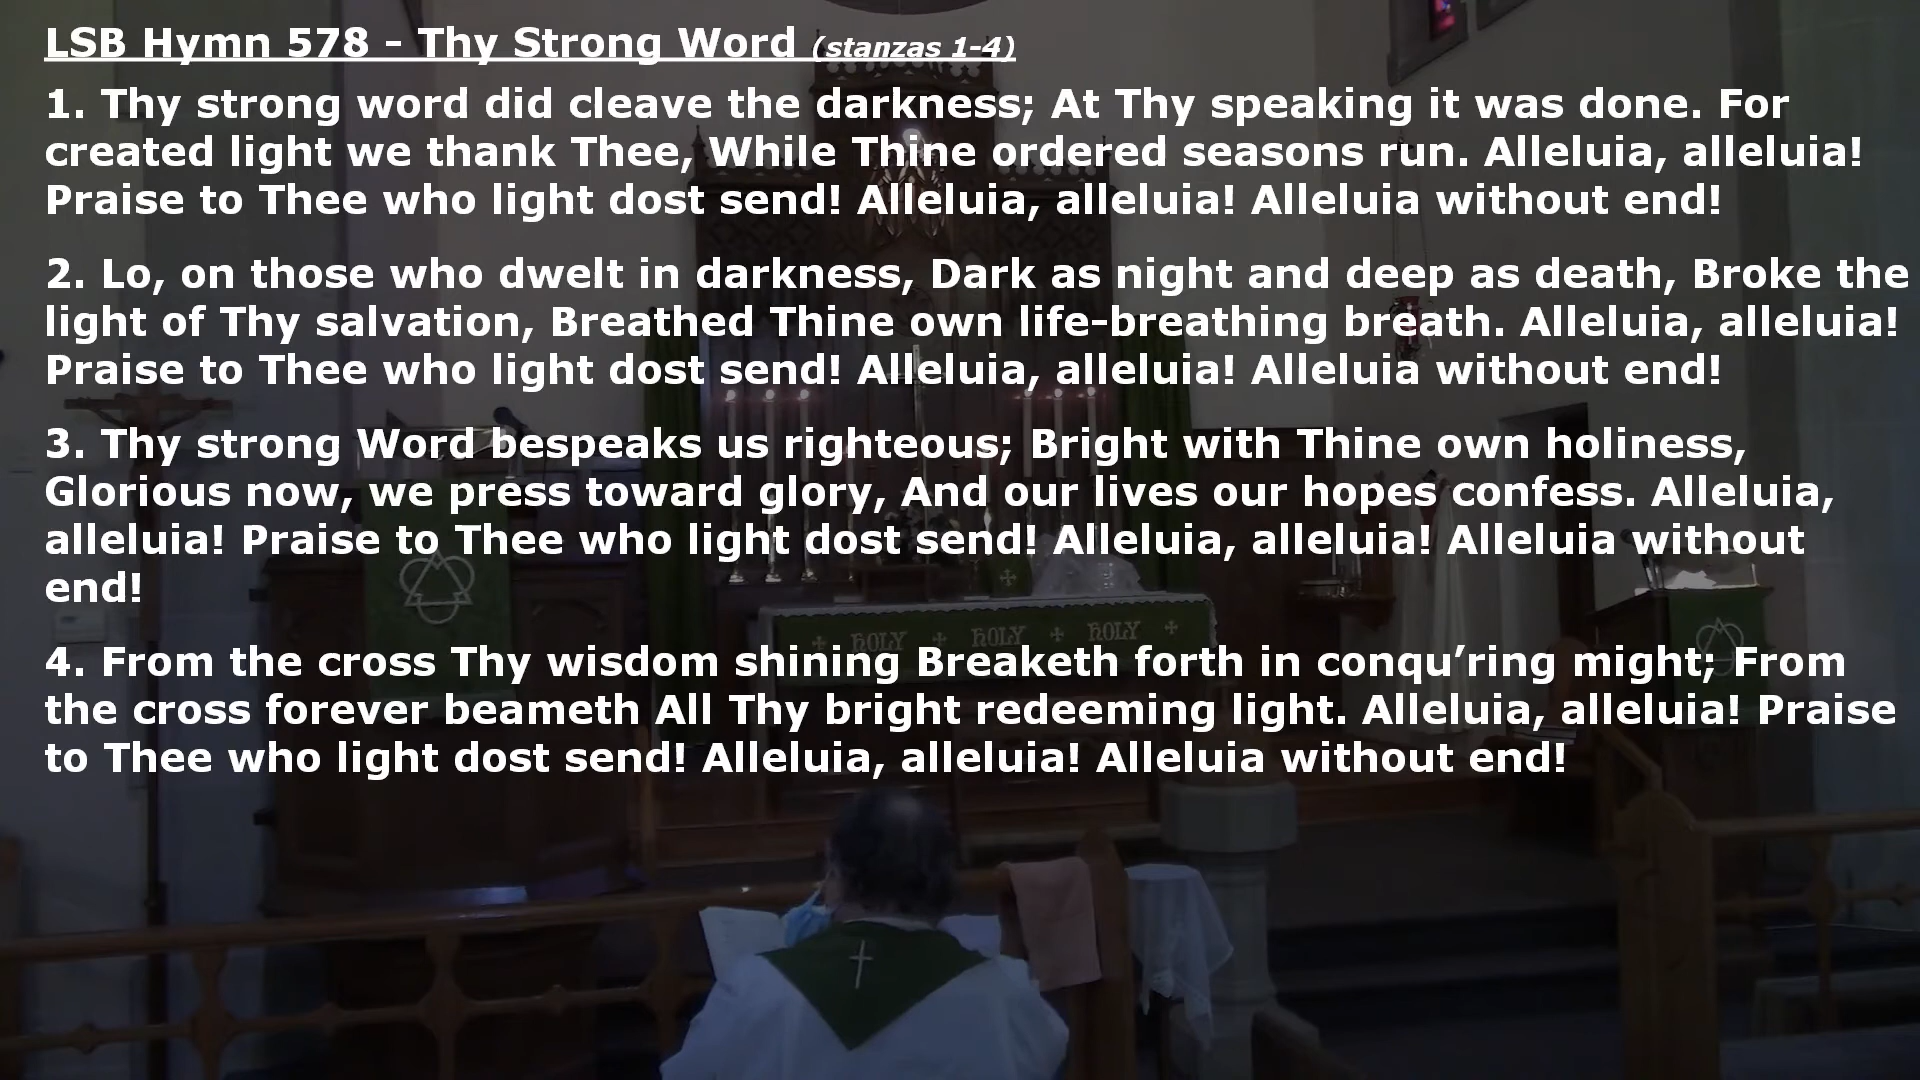 LSB Hymn 578 - Thy Strong Word (stanzas 1-4)
1. Thy strong word did cleave the darkness; At Thy speaking it was done. For
created light we thank Thee, While Thine ordered seasons run. Alleluia, alleluia!
Praise to Thee who light dost send! Alleluia, alleluia! Alleluia without end!
2. Lo, on those who dwelt in darkness, Dark as night and deep as death, Broke the
light of Thy salvation, Breathed Thine own life-breathing breath. Alleluia, alleluia!
Praise to Thee who light dost send! Alleluia, alleluia! Alleluia without end!
3. Thy strong Word bespeaks us righteous; Bright with Thine own holiness,
Glorious now, we press toward glory, And our lives our hopes confess. Alleluia,
alleluia! Praise to Thee who light dost send! Alleluia, alleluia! Alleluia without
end!
HOLY HOLY HOLY
4. From the cross Thy wisdom shining Breaketh forth in conqu’ring might; From
the cross forever beameth All Thy bright redeeming light. Alleluia, alleluia! Praise
to Thee who light dost send! Alleluia, alleluia! Alleluia without end!